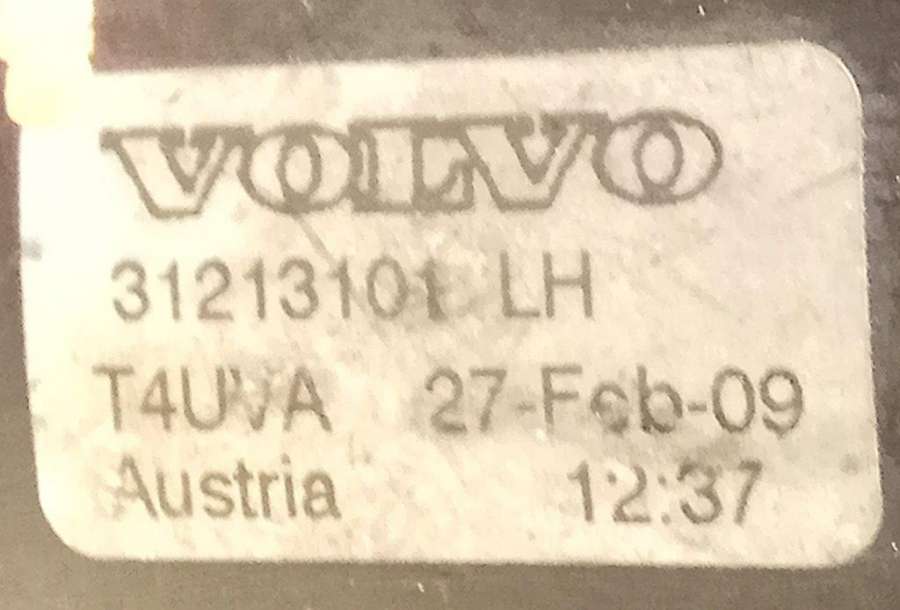 VOLVO
31213101 LH
T4UVA 27-Feb-09
Austria 12:37